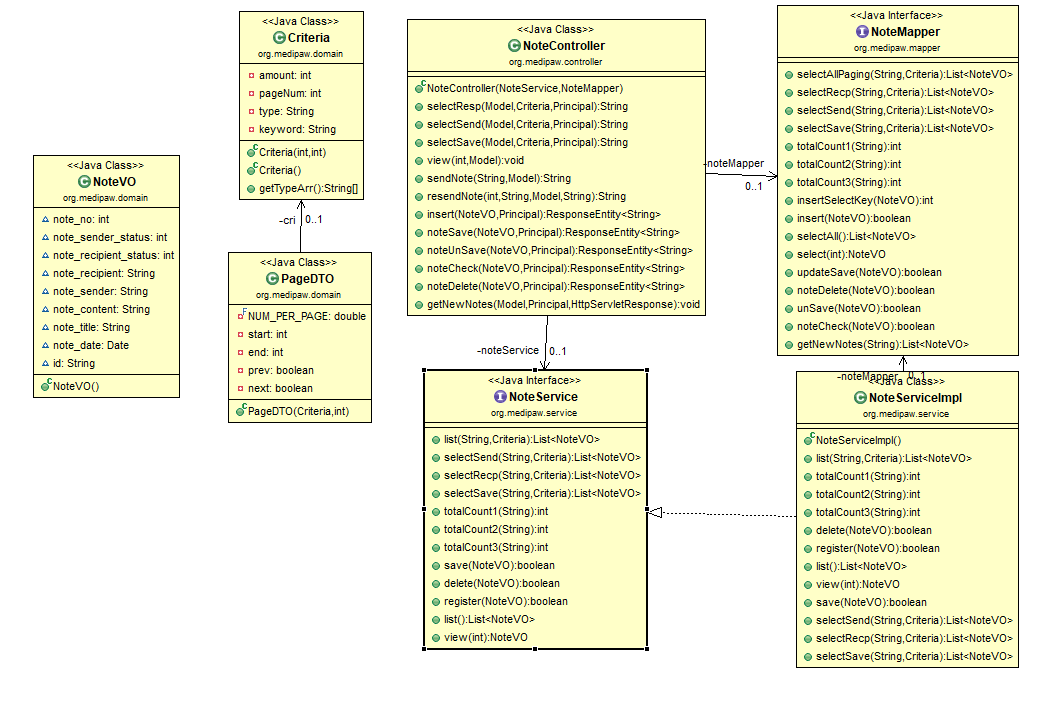 <<Java Class>>
NoteVO
org.medipaw.domain
note_no: int
note_sender_status: int
note_recipient_status: int
note_recipient: String
note_sender: String
note_content: String
note_title: String
note_date: Date
id: String
NoteVO()
<<Java Class>>
Criteria
org.medipaw.domain
amount: int
pageNum: int
type: String
keyword: String
Criteria(int,int)
Criteria()
getTypeArr():String[]
-cri 0..1
<<Java Class>>
PageDTO
org.medipaw.domain
NUM_PER_PAGE: double
start: int
end: int
prev: boolean
next: boolean
PageDTO(Criteria,int)
<<Java Class>>
NoteController
org.medipaw.controller
NoteController(NoteService,NoteMapper)
selectResp(Model,Criteria,Principal):String
selectSend(Model,Criteria,Principal):String
selectSave(Model,Criteria,Principal):String
view(int,Model):void
sendNote(String,Model):String
resendNote(int,String,Model,String):String
insert(NoteVO,Principal):ResponseEntity<String>
noteSave(NoteVO,Principal):ResponseEntity<String>
noteUnSave(NoteVO,Principal):ResponseEntity<String>
noteCheck(NoteVO,Principal):ResponseEntity<String>
noteDelete(NoteVO,Principal):ResponseEntity<String>
getNewNotes(Model,Principal,HttpServletResponse):void
-noteMapper
0..1
-noteService 0..1
<<Java Interface>>
NoteService
org.medipaw.service
list(String,Criteria):List<NoteVO>
selectSend(String,Criteria):List<NoteVO>
selectRecp(String,Criteria):List<NoteVO>
selectSave(String,Criteria):List<NoteVO>
totalCount1(String):int
totalCount2(String):int
totalCount3(String):int
save(NoteVO):boolean
delete(NoteVO):boolean
register(NoteVO):boolean
list():List<NoteVO>
view(int):NoteVO
<<Java Interface>>
NoteMapper
org.medipaw.mapper
selectAllPaging(String,Criteria):List<NoteVO>
selectRecp(String,Criteria):List<NoteVO>
selectSend(String,Criteria):List<NoteVO>
selectSave(String,Criteria):List<NoteVO>
totalCount1(String):int
totalCount2(String):int
totalCount3(String):int
insertSelectKey(NoteVO):int
insert(NoteVO):boolean
selectAll():List<NoteVO>
select(int):NoteVO
updateSave(NoteVO):boolean
noteDelete(NoteVO):boolean
unSave(NoteVO):boolean
noteCheck(NoteVO):boolean
getNewNotes(String):List<NoteVO>
-noteMapper 0..1
<<Java Class>>
NoteServiceImpl
org.medipaw.service
NoteServiceImpl()
list(String,Criteria):List<NoteVO>
totalCount1(String):int
totalCount2(String):int
totalCount3(String):int
delete(NoteVO):boolean
register(NoteVO):boolean
list():List<NoteVO>
view(int):NoteVO
save(NoteVO):boolean
selectSend(String,Criteria):List<NoteVO>
selectRecp(String,Criteria):List<NoteVO>
selectSave(String,Criteria):List<NoteVO>